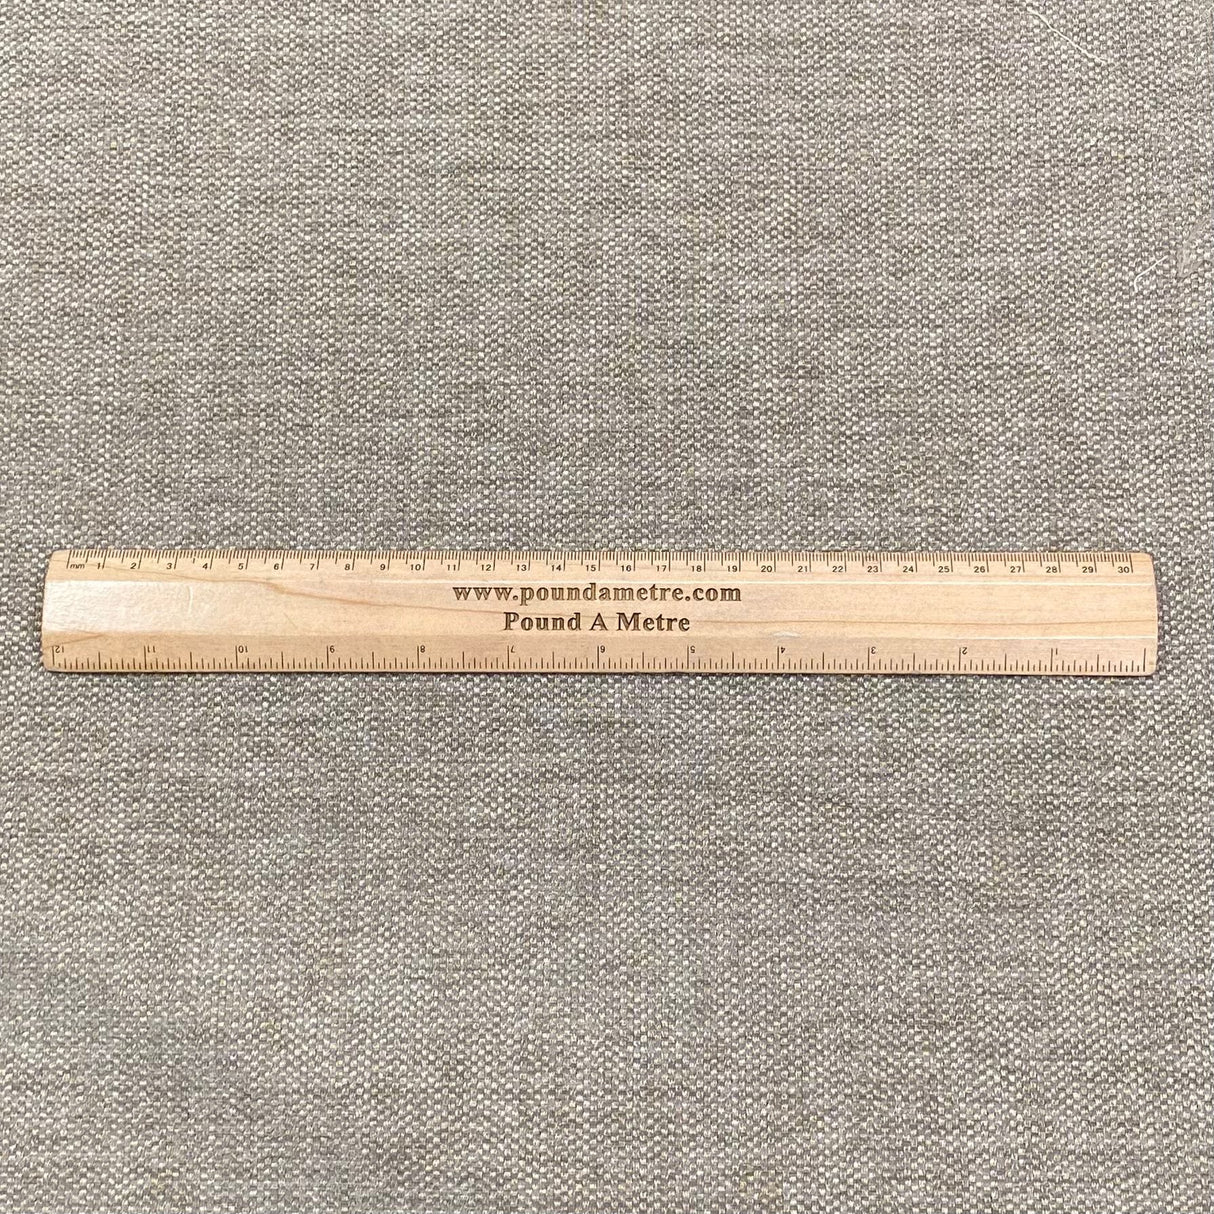 mm 1 2 3 4 5 6 7 8 9 10 11 12 13 14 15 16 17 18 19 20 21 22 23 24 25 26 27 28 29 30
www.poundametre.com
Pound A Metre
12 11 10 9 8 7 6 5 4 3 2 1